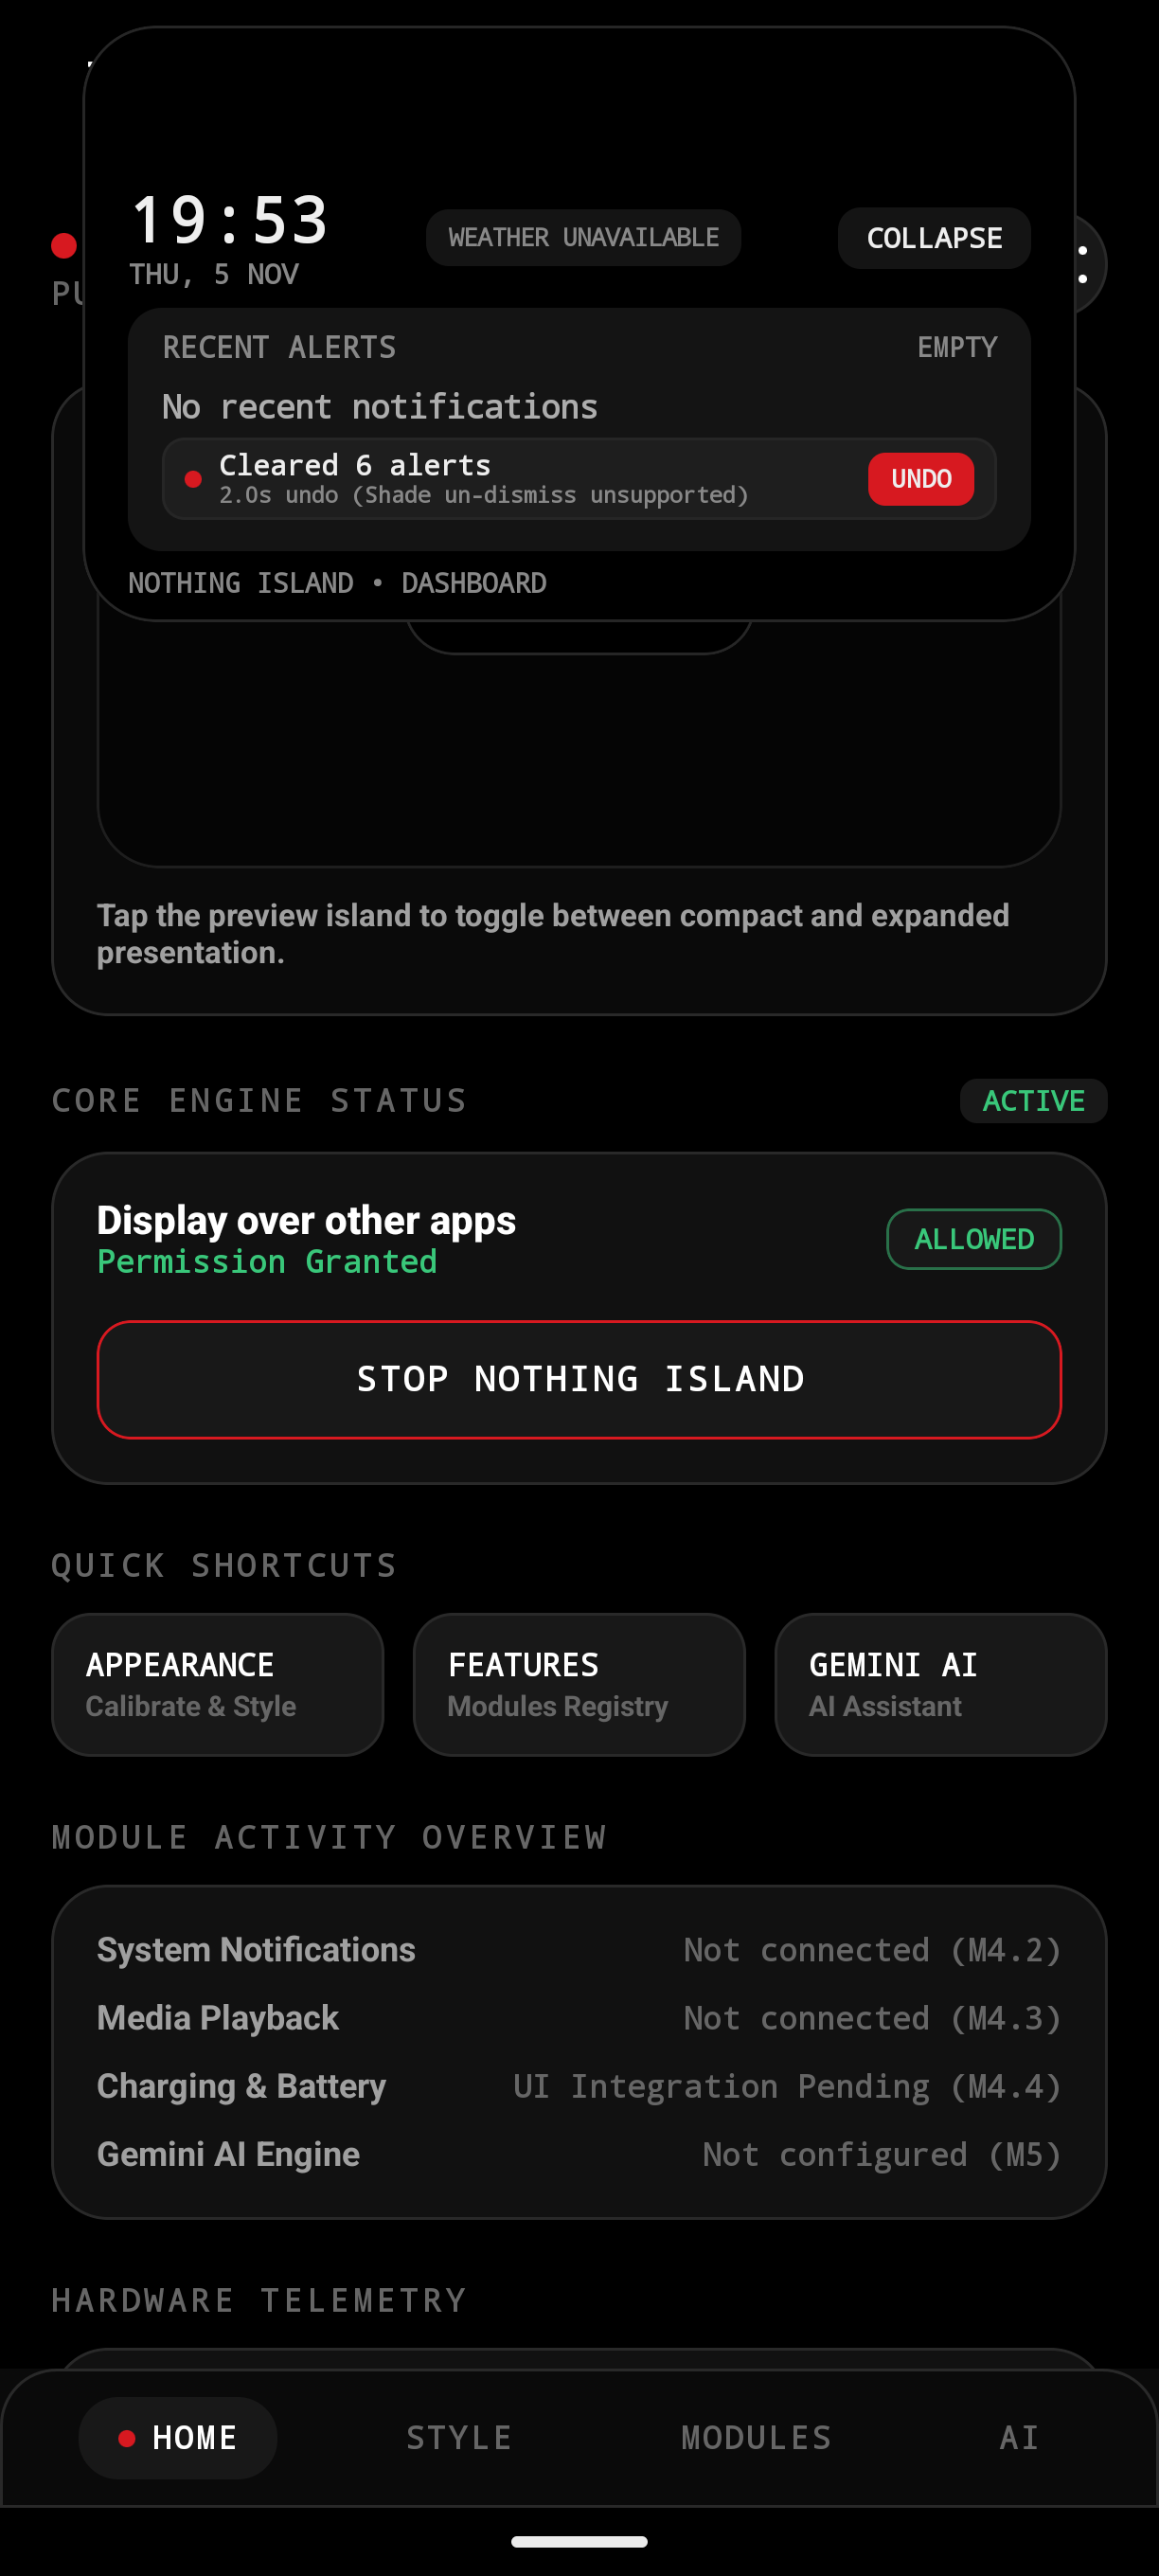 19:53
THU, 5 NOV
WEATHER UNAVAILABLE
COLLAPSE
RECENT ALERTS
EMPTY
No recent notifications
Cleared 6 alerts
2.0s undo (Shade un-dismiss unsupported)
UNDO
NOTHING ISLAND • DASHBOARD
Tap the preview island to toggle between compact and expanded
presentation.
CORE ENGINE STATUS
ACTIVE
Display over other apps
Permission Granted
ALLOWED
STOP NOTHING ISLAND
QUICK SHORTCUTS
APPEARANCE
Calibrate & Style
FEATURES
Modules Registry
GEMINI AI
AI Assistant
MODULE ACTIVITY OVERVIEW
System Notifications
Not connected (M4.2)
Media Playback
Not connected (M4.3)
Charging & Battery
UI Integration Pending (M4.4)
Gemini AI Engine
Not configured (M5)
HARDWARE TELEMETRY
HOME
STYLE
MODULES
AI